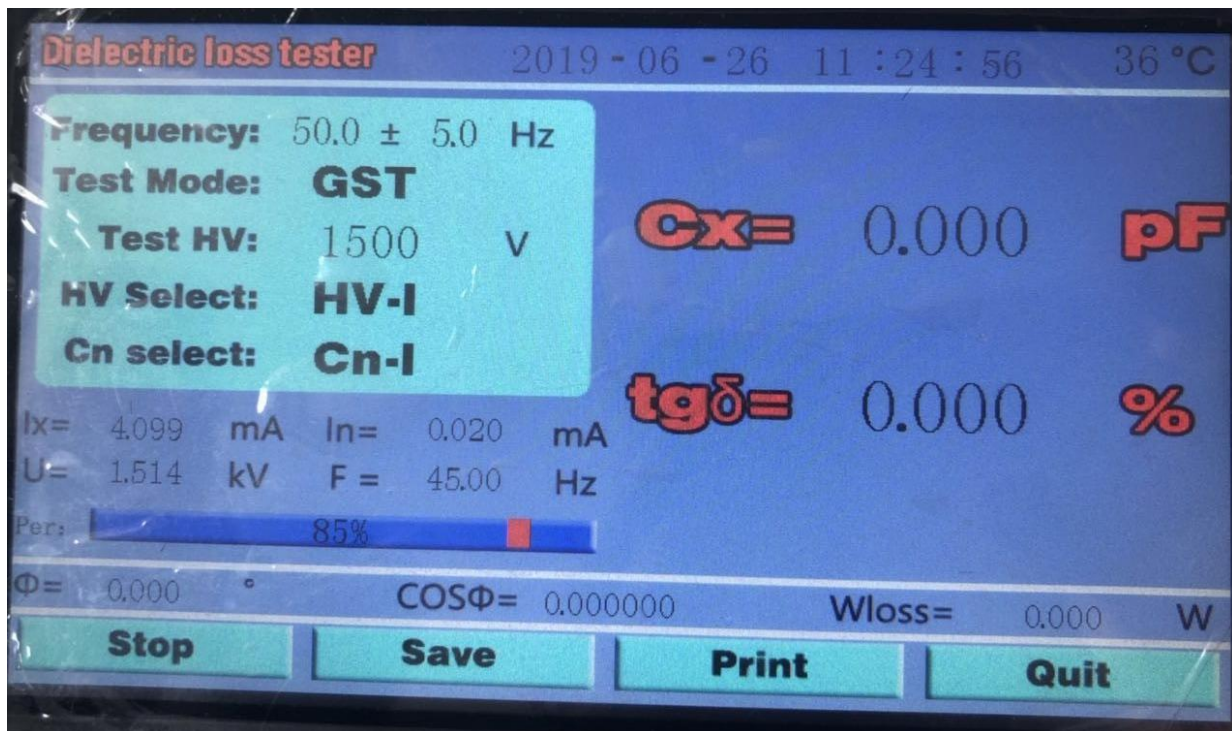 Dielectric loss tester 2019-06-26 11:24:56 36℃
Frequency: 50.0 ± 5.0 Hz
Test Mode: GST
Test HV: 1500 V
HV Select: HV-I
Cn select: Cn-I
Cx= 0.000 pF
tgδ= 0.000 %
Ix= 4.099 mA In= 0.020 mA
U= 1.514 kV F = 45.00 Hz
Per: 85%
Φ= 0.000 ° COSΦ= 0.000000 Wloss= 0.000 W
Stop Save Print Quit